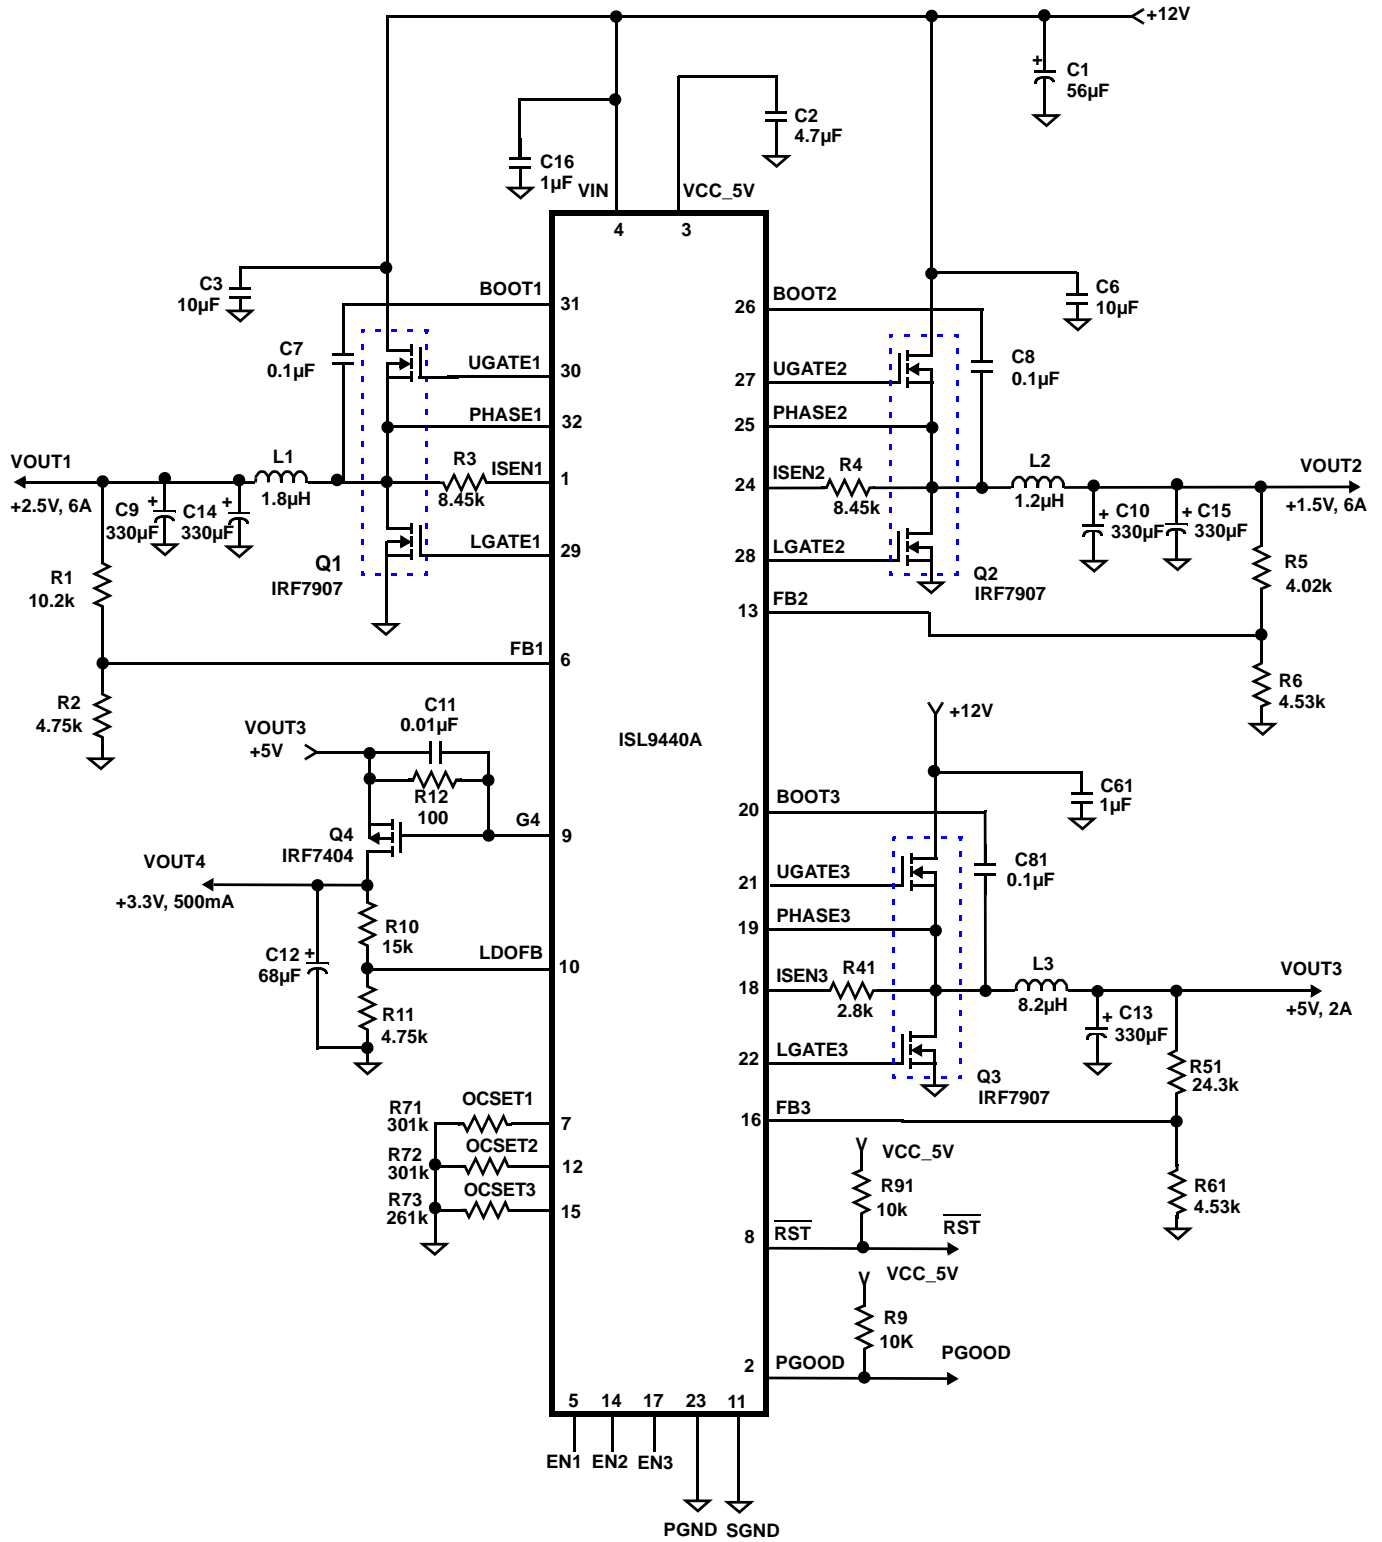 +12V
C1
56µF
C2
4.7µF
C16
1µF
VIN
VCC_5V
4
3
C3
10µF
BOOT1
31
C7
0.1µF
UGATE1
30
PHASE1
32
VOUT1
+2.5V, 6A
L1
1.8µH
R3
8.45k
ISEN1
1
C9
330µF
C14
330µF
LGATE1
29
Q1
IRF7907
R1
10.2k
FB1
6
R2
4.75k
26
BOOT2
C6
10µF
C8
0.1µF
27
UGATE2
25
PHASE2
24
ISEN2
R4
8.45k
L2
1.2µH
VOUT2
+1.5V, 6A
C10
330µF
C15
330µF
28
LGATE2
Q2
IRF7907
13
FB2
R5
4.02k
R6
4.53k
ISL9440A
VOUT3
+5V
C11
0.01µF
R12
100
G4
9
Q4
IRF7404
VOUT4
+3.3V, 500mA
R10
15k
C12
68µF
LDOFB
10
R11
4.75k
+12V
C61
1µF
20
BOOT3
C81
0.1µF
21
UGATE3
19
PHASE3
18
ISEN3
R41
2.8k
L3
8.2µH
VOUT3
+5V, 2A
C13
330µF
22
LGATE3
Q3
IRF7907
R51
24.3k
16
FB3
R61
4.53k
R71
301k
OCSET1
7
R72
301k
OCSET2
12
R73
261k
OCSET3
15
VCC_5V
R91
10k
8
RST
RST
VCC_5V
R9
10K
2
PGOOD
PGOOD
5
14
17
23
11
EN1
EN2
EN3
PGND
SGND